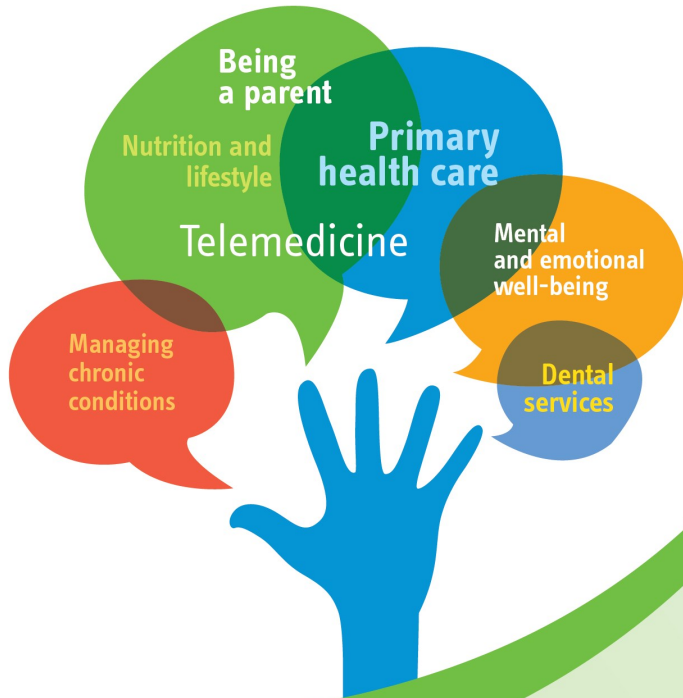 Being
a parent
Nutrition and
lifestyle
Primary
health care
Telemedicine
Mental
and emotional
well-being
Managing
chronic
conditions
Dental
services